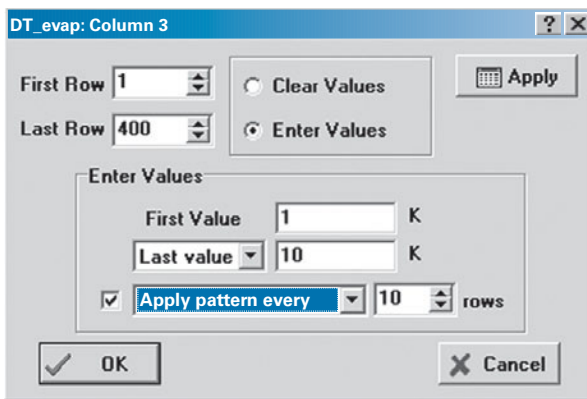 DT_evap: Column 3 ?
First Row 1
Clear Values
Apply
Last Row 400
Enter Values
Enter Values
First Value 1 K
Last value 10 K
Apply pattern every 10 rows
OK
Cancel